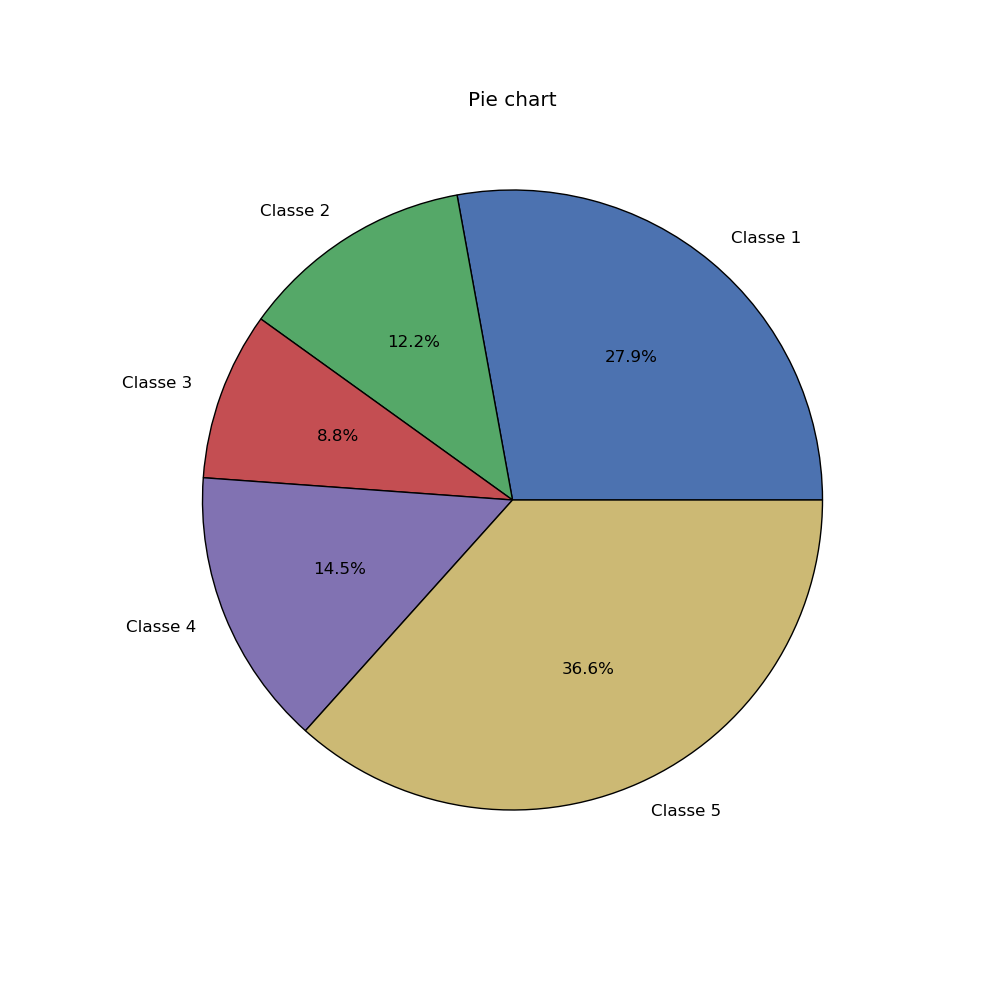 Pie chart
Classe 1
27.9%
Classe 2
12.2%
Classe 3
8.8%
Classe 4
14.5%
Classe 5
36.6%